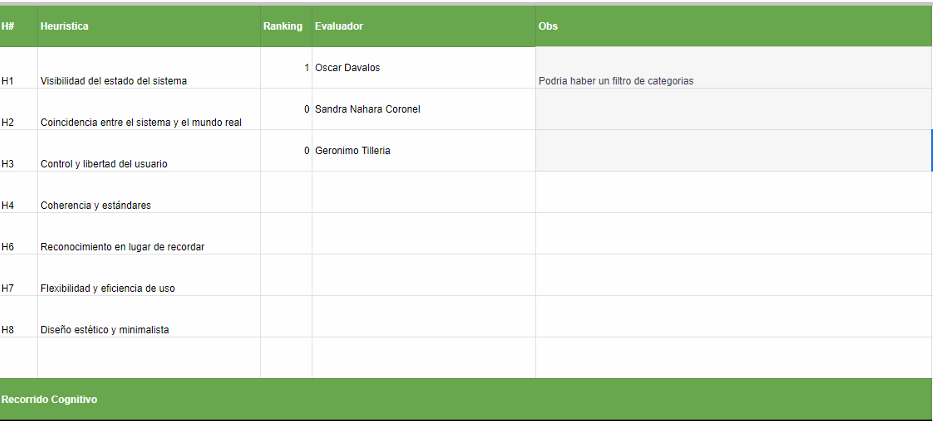 H# Heurística Ranking Evaluador Obs
H1 Visibilidad del estado del sistema 1 Oscar Davalos Podria haber un filtro de categorias
H2 Coincidencia entre el sistema y el mundo real 0 Sandra Nahara Coronel
H3 Control y libertad del usuario 0 Geronimo Tilleria
H4 Coherencia y estándares
H6 Reconocimiento en lugar de recordar
H7 Flexibilidad y eficiencia de uso
H8 Diseño estético y minimalista
Recorrido Cognitivo